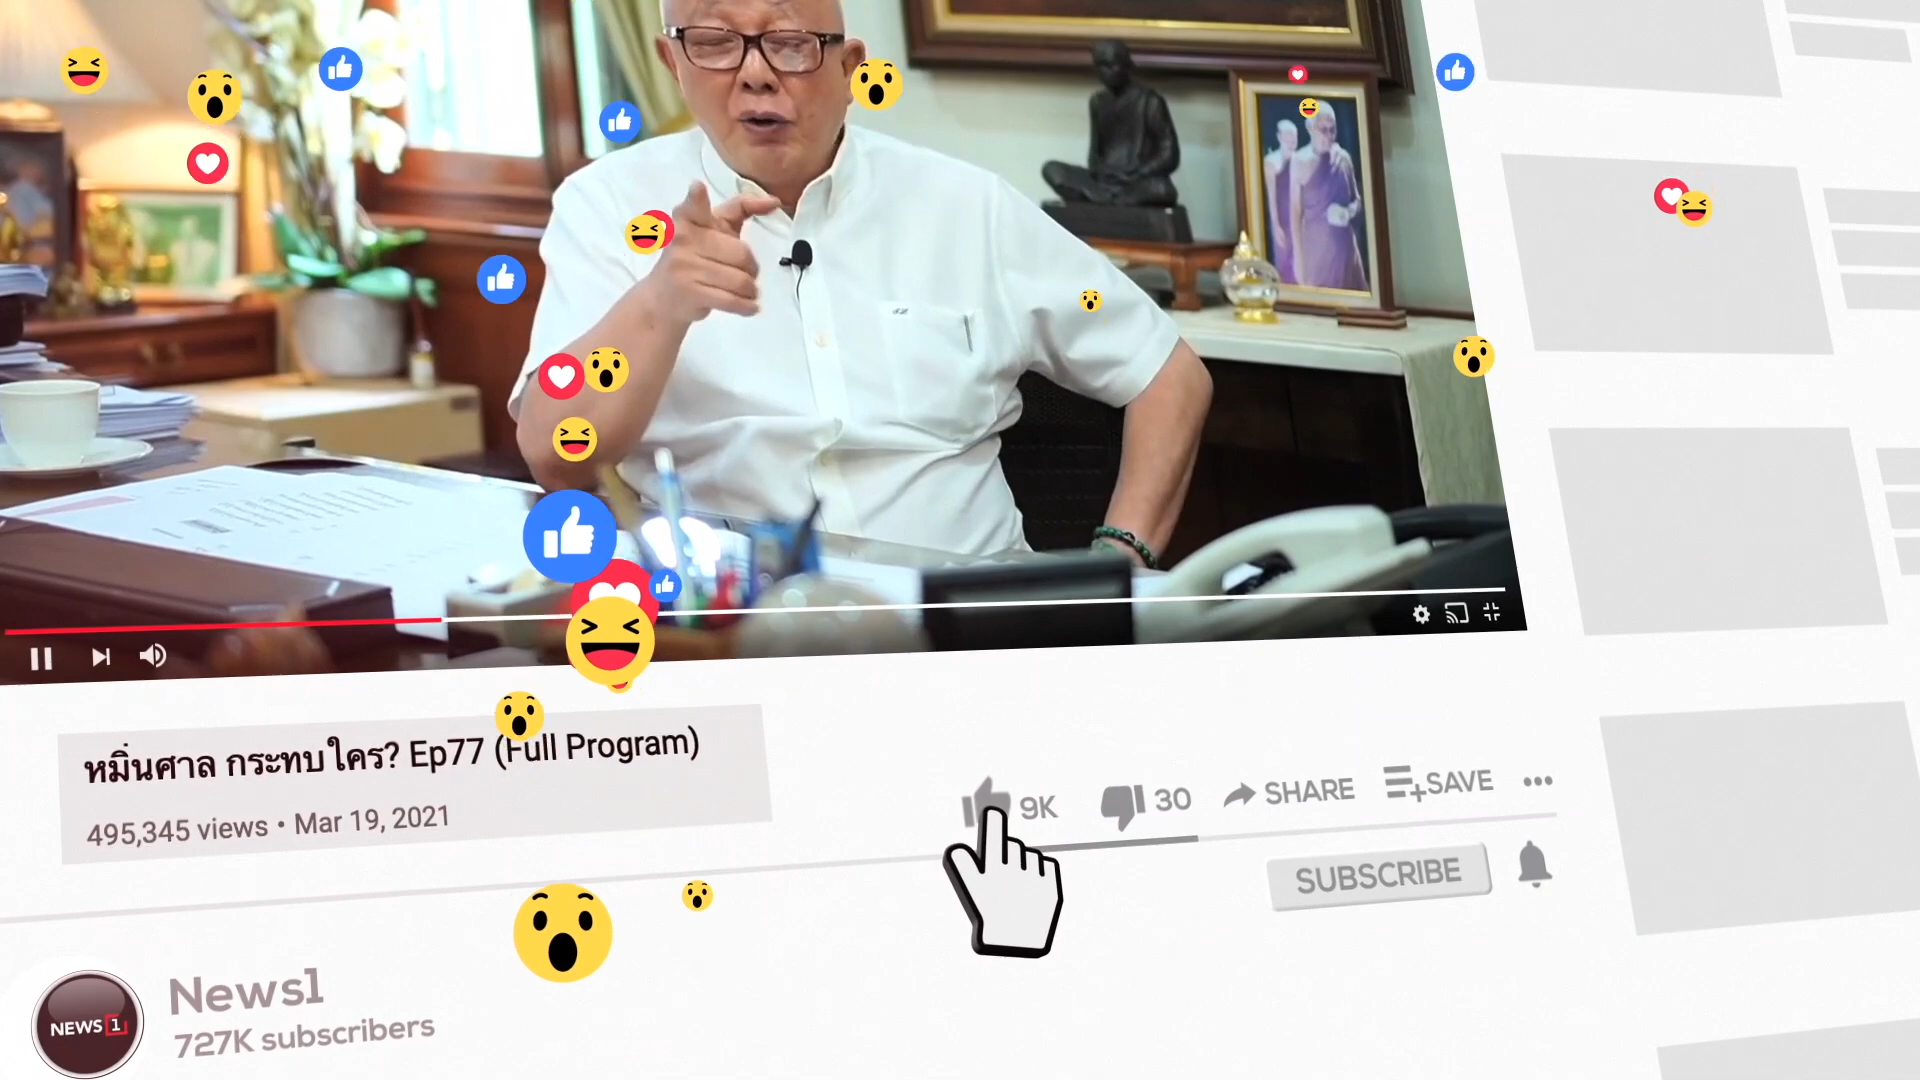 หมิ่นศาล กระทบใคร? Ep77 (Full Program)
495,345 views • Mar 19, 2021
9K
30
SHARE
SAVE
SUBSCRIBE
NEWS 1
News1
727K subscribers